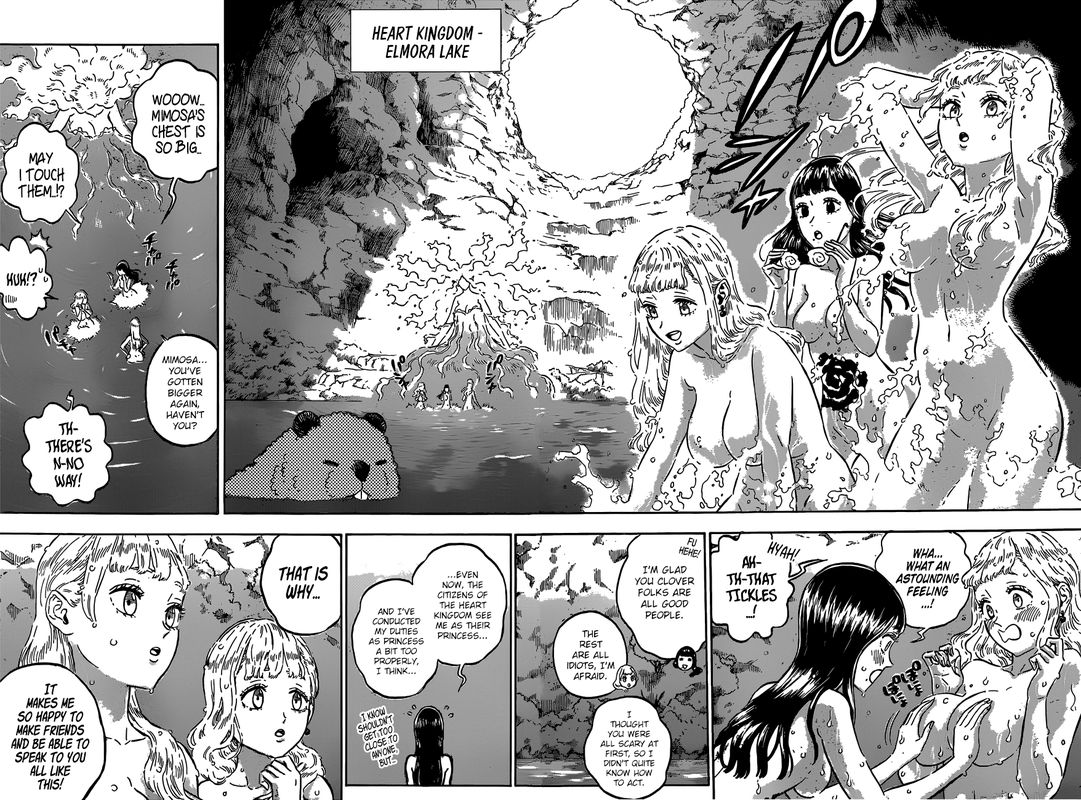 HEART KINGDOM -
ELMORA LAKE
WOOOW...
MIMOSA'S
CHEST IS
SO BIG...
MAY
I TOUCH
THEM..!?
HUH!?
MIMOSA...
YOU'VE
GOTTEN
BIGGER
AGAIN,
HAVEN'T
YOU?
TH-
THERE'S
N-NO
WAY!
WHA...
WHAT AN
ASTOUNDING
FEELING
...!
HYAH!
AH-
TH-THAT
TICKLES
..!
FU
HEHE!
I'M GLAD
YOU CLOVER
FOLKS ARE
ALL GOOD
PEOPLE.
THE
REST
ARE ALL
IDIOTS, I'M
AFRAID.
I
THOUGHT
YOU WERE
ALL SCARY
AT FIRST, SO I
DIDN'T QUITE
KNOW HOW
TO ACT.
...EVEN
NOW, THE
CITIZENS OF
THE HEART
KINGDOM SEE
ME AS THEIR
PRINCESS...
AND I'VE
CONDUCTED
MY DUTIES
AS PRINCESS
A BIT TOO
PROPERLY,
I THINK...
I KNOW
SHOULDN'T
GET TOO
CLOSE TO
ANYONE,
BUT...
THAT IS
WHY...
IT
MAKES ME
SO HAPPY TO
MAKE FRIENDS
AND BE ABLE TO
SPEAK TO YOU
ALL LIKE
THIS!